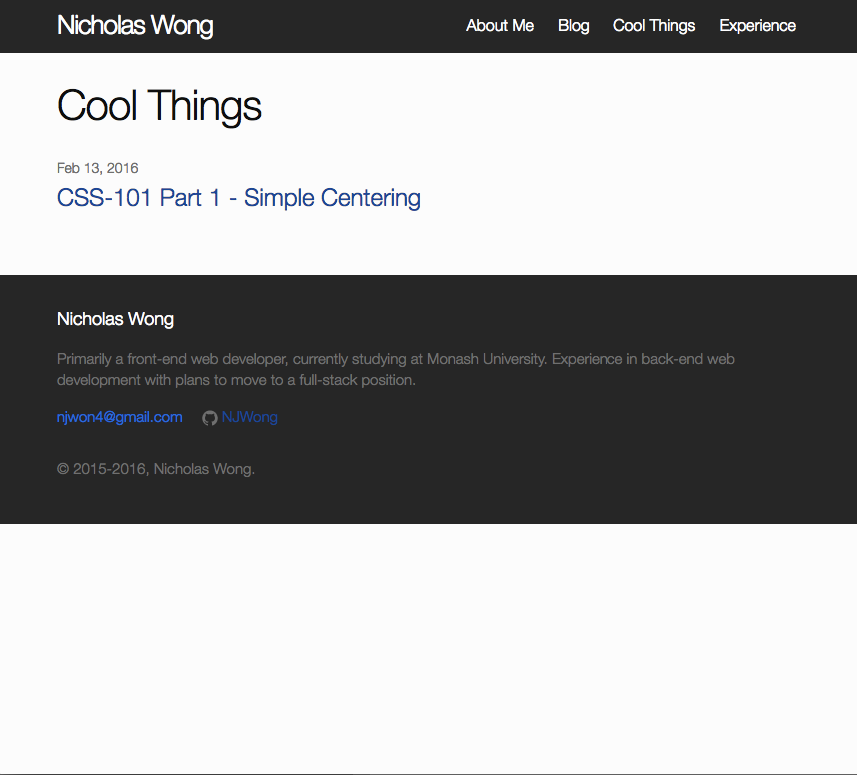 Nicholas Wong
About Me Blog Cool Things Experience
Cool Things
Feb 13, 2016
CSS-101 Part 1 - Simple Centering
Nicholas Wong
Primarily a front-end web developer, currently studying at Monash University. Experience in back-end web
development with plans to move to a full-stack position.
njwon4@gmail.com NJWong
© 2015-2016, Nicholas Wong.